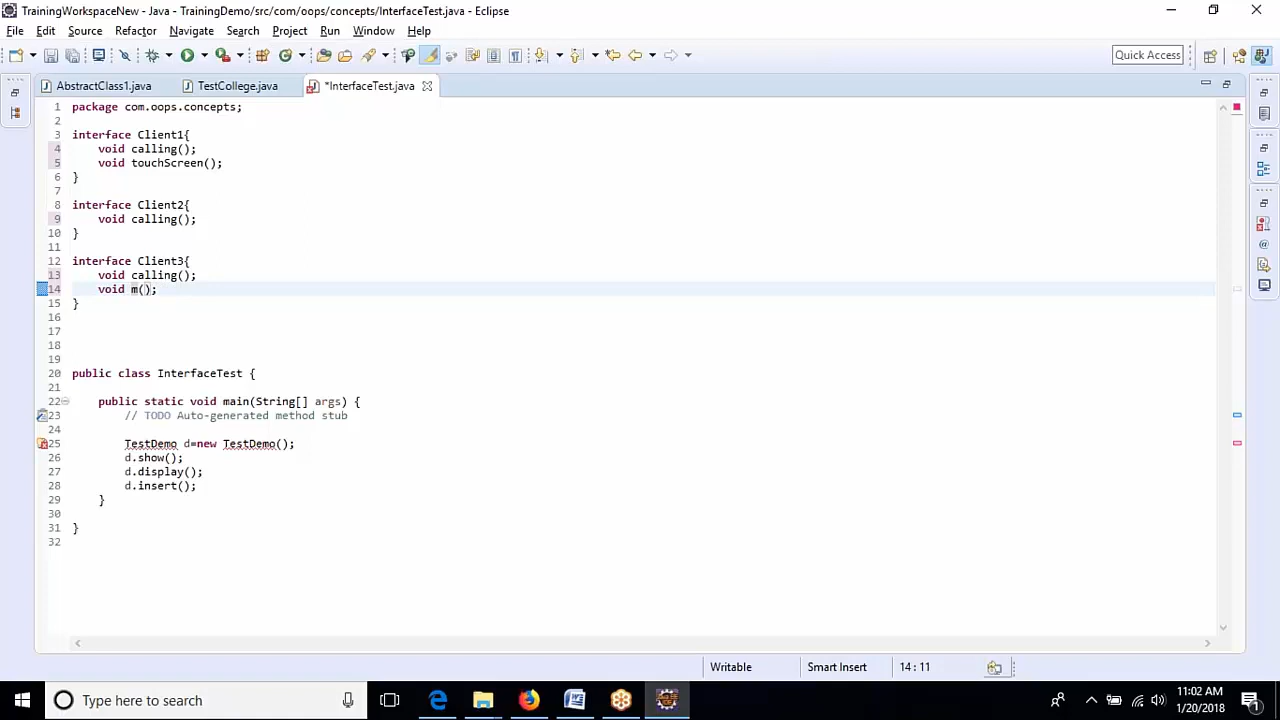 TrainingWorkspaceNew - Java - TrainingDemo/src/com/oops/concepts/InterfaceTest.java - Eclipse
File Edit Source Refactor Navigate Search Project Run Window Help
Quick Access
AbstractClass1.java TestCollege.java *InterfaceTest.java
1 package com.oops.concepts;
2
3 interface Client1{
4 void calling();
5 void touchScreen();
6 }
7
8 interface Client2{
9 void calling();
10 }
11
12 interface Client3{
13 void calling();
14 void m();
15 }
16
17
18
19
20 public class InterfaceTest {
21
22 public static void main(String[] args) {
23 // TODO Auto-generated method stub
24
25 TestDemo d=new TestDemo();
26 d.show();
27 d.display();
28 d.insert();
29 }
30
31 }
32
Writable Smart Insert 14 : 11
Type here to search
11:02 AM
1/20/2018
1